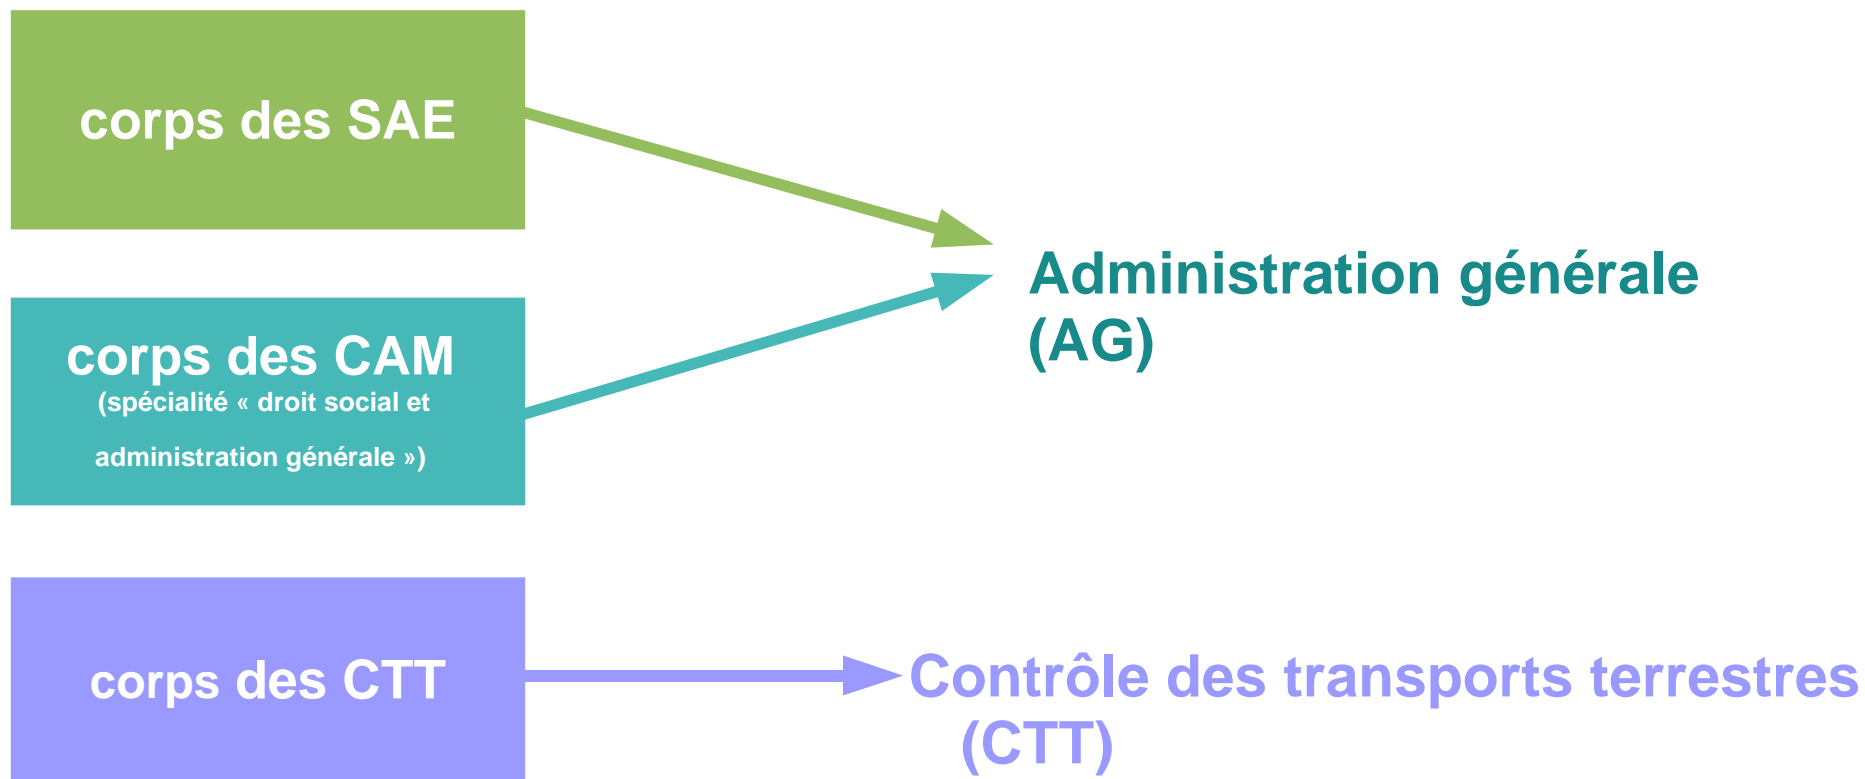 corps des SAE
corps des CAM
(spécialité « droit social et
administration générale »)
Administration générale
(AG)
corps des CTT
Contrôle des transports terrestres
(CTT)